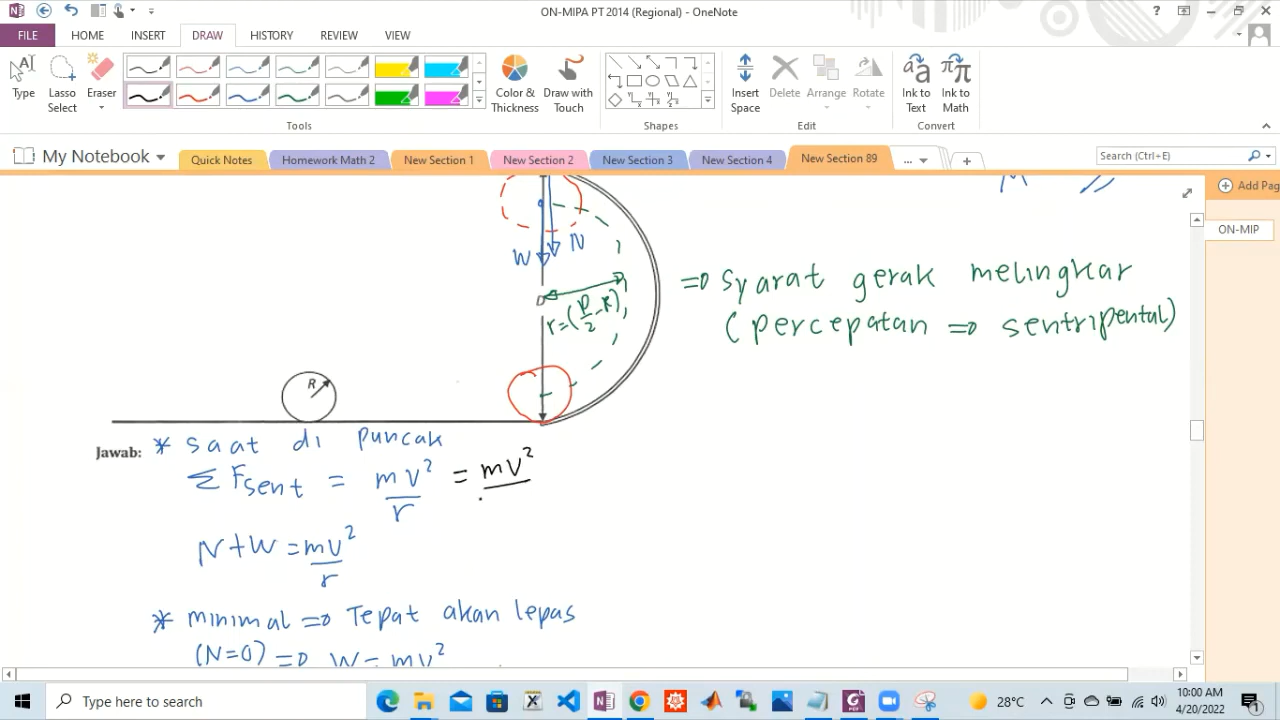 ON-MIPA PT 2014 (Regional) - OneNote
FILE HOME INSERT DRAW HISTORY REVIEW VIEW
Type
Lasso Select
Eraser
Color & Thickness
Draw with Touch
Insert Space
Delete
Arrange
Rotate
Ink to Text
Ink to Math
Tools Shapes Edit Convert
My Notebook Quick Notes Homework Math 2 New Section 1 New Section 2 New Section 3 New Section 4 New Section 89 ... Search (Ctrl+E)
Add Pag
ON-MIP
W N
=> Syarat gerak melingkar
(percepatan => sentripental)
D
r=(D/2-R)
R
Jawab: * saat di puncak
Σ Fsent = mv²/r = mv²
N+W = mv²/r
* minimal => Tepat akan lepas
(N=0) => W = mv²
Type here to search 28°C 10:00 AM
4/20/2022